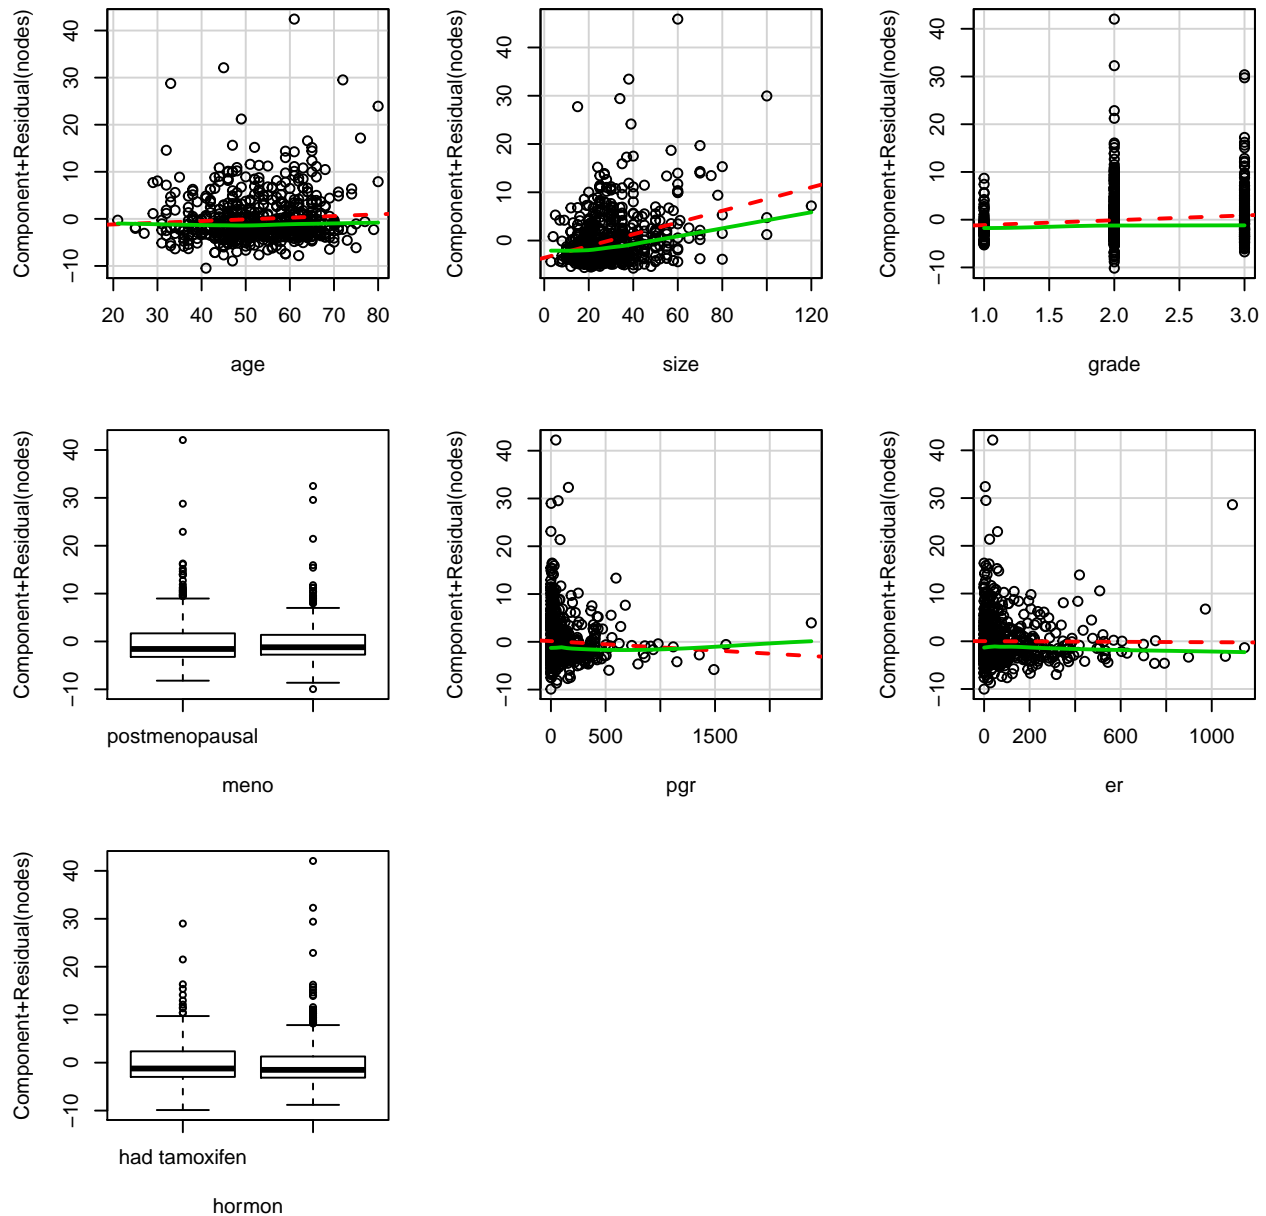 Component+Residual(nodes)
40
30
20
10
0
−10
20 30 40 50 60 70 80
age
Component+Residual(nodes)
40
30
20
10
0
0 20 40 60 80 120
size
Component+Residual(nodes)
40
30
20
10
0
−10
1.0 1.5 2.0 2.5 3.0
grade
Component+Residual(nodes)
40
30
20
10
0
−10
postmenopausal
meno
Component+Residual(nodes)
40
30
20
10
0
−10
0 500 1500
pgr
Component+Residual(nodes)
40
30
20
10
0
−10
0 200 600 1000
er
Component+Residual(nodes)
40
30
20
10
0
−10
had tamoxifen
hormon